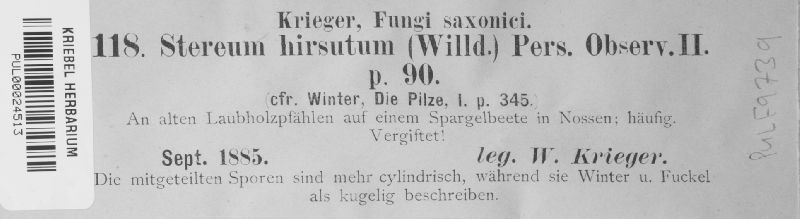 Krieger, Fungi saxonici.
118. Stereum hirsutum (Willd.) Pers. Observ. II.
p. 90.
(cfr. Winter, Die Pilze, I. p. 345.)
An alten Laubholzpfählen auf einem Spargelbeete in Nossen; häufig.
Vergiftet!
Sept. 1885. leg. W. Krieger.
Die mitgeteilten Sporen sind mehr cylindrisch, während sie Winter u. Fuckel
als kugelig beschreiben.
KRIEBEL HERBARIUM
PUL00024513